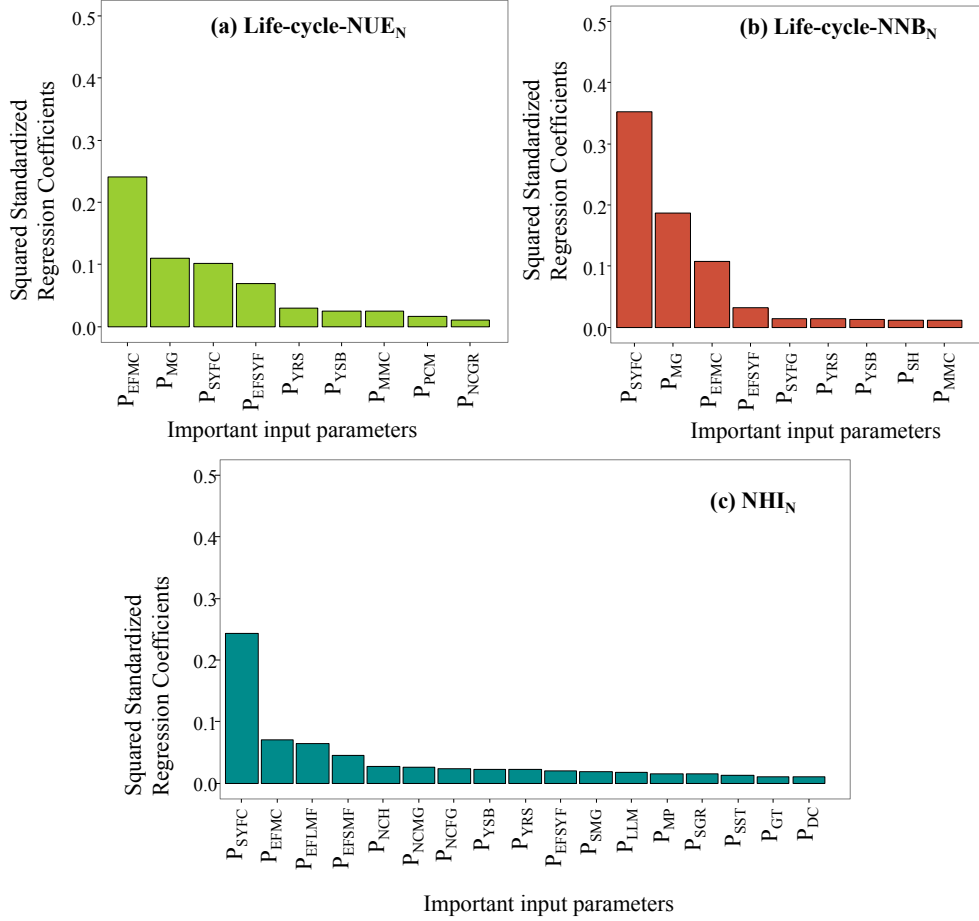 (a) Life-cycle-NUE_N
Squared Standardized
Regression Coefficients
0.5
0.4
0.3
0.2
0.1
0.0
P_EFMC
P_MG
P_SYFC
P_EFSYF
P_YRS
P_YSB
P_MMC
P_PCM
P_NCGR
Important input parameters
(b) Life-cycle-NNB_N
Squared Standardized
Regression Coefficients
0.5
0.4
0.3
0.2
0.1
0.0
P_SYFC
P_MG
P_EFMC
P_EFSYF
P_SYFG
P_YRS
P_YSB
P_SH
P_MMC
Important input parameters
(c) NHI_N
Squared Standardized
Regression Coefficients
0.5
0.4
0.3
0.2
0.1
0.0
P_SYFC
P_EFMC
P_EFLMF
P_EFSMF
P_NCH
P_NCMG
P_NCFG
P_YSB
P_YRS
P_EFSYF
P_SMG
P_LLM
P_MP
P_SGR
P_SST
P_GT
P_DC
Important input parameters